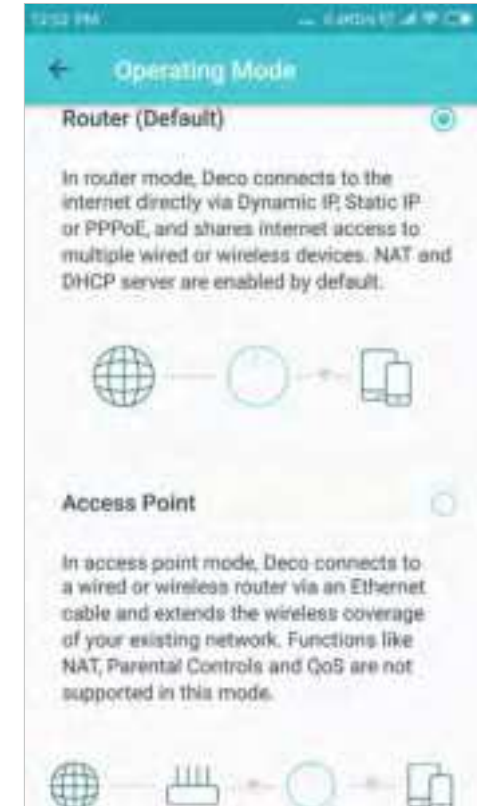 Operating Mode
Router (Default)
In router mode, Deco connects to the
internet directly via Dynamic IP, Static IP
or PPPoE, and shares internet access to
multiple wired or wireless devices. NAT and
DHCP server are enabled by default.
Access Point
In access point mode, Deco connects to
a wired or wireless router via an Ethernet
cable and extends the wireless coverage
of your existing network. Functions like
NAT, Parental Controls and QoS are not
supported in this mode.